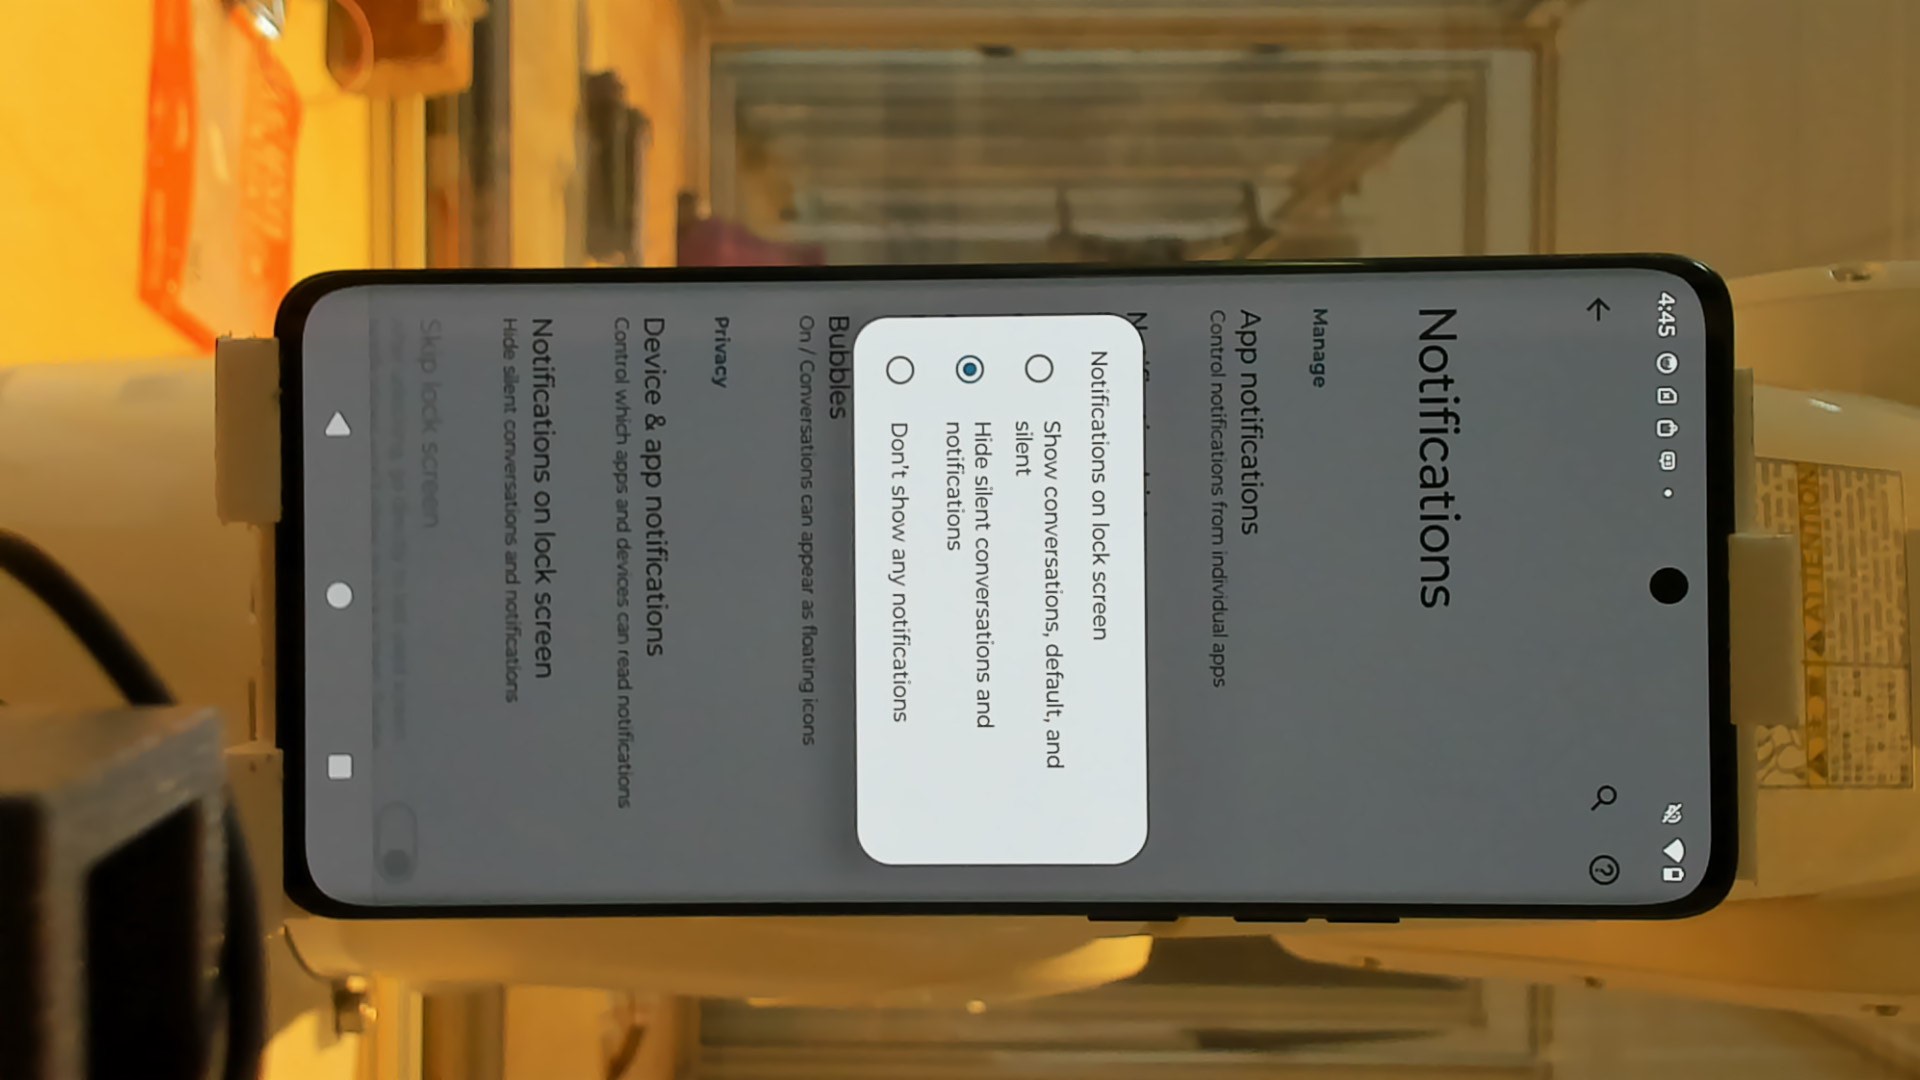 4:45
Notifications
Manage
App notifications
Control notifications from individual apps
Notifications on lock screen
Show conversations, default, and
silent
Hide silent conversations and
notifications
Don't show any notifications
Bubbles
On / Conversations can appear as floating icons
Privacy
Device & app notifications
Control which apps and devices can read notifications
Notifications on lock screen
Hide silent conversations and notifications
Skip lock screen